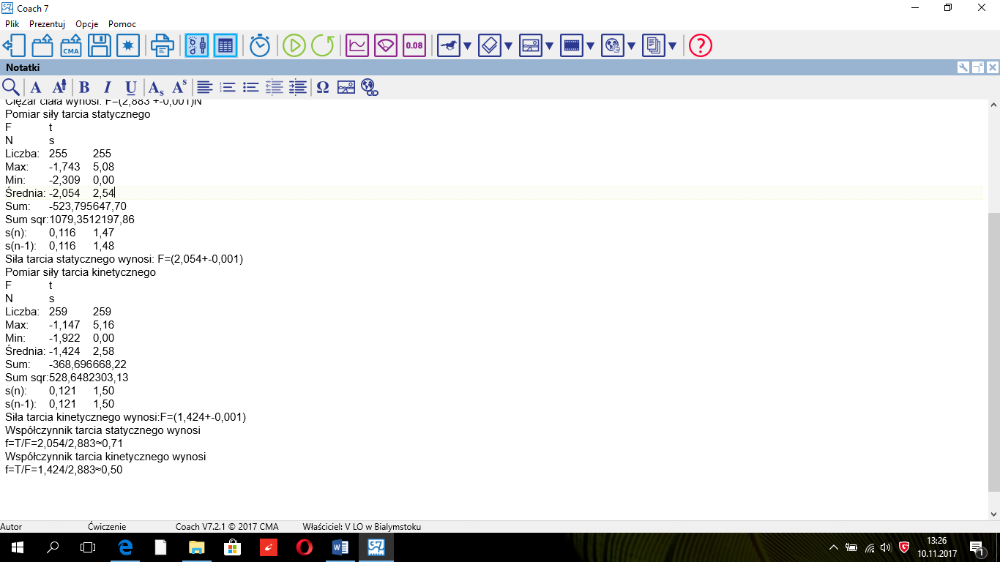 Coach 7
Plik Prezentuj Opcje Pomoc
CMA 0.08 ?
Notatki
A A B I U As As Ω
Ciężar ciała wynosi: F=(2,883 +-0,001)N
Pomiar siły tarcia statycznego
F t
N s
Liczba: 255 255
Max: -1,743 5,08
Min: -2,309 0,00
Średnia: -2,054 2,54
Sum: -523,795647,70
Sum sqr:1079,3512197,86
s(n): 0,116 1,47
s(n-1): 0,116 1,48
Siła tarcia statycznego wynosi: F=(2,054+-0,001)
Pomiar siły tarcia kinetycznego
F t
N s
Liczba: 259 259
Max: -1,147 5,16
Min: -1,922 0,00
Średnia: -1,424 2,58
Sum: -368,696668,22
Sum sqr:528,6482303,13
s(n): 0,121 1,50
s(n-1): 0,121 1,50
Siła tarcia kinetycznego wynosi:F=(1,424+-0,001)
Współczynnik tarcia statycznego wynosi
f=T/F=2,054/2,883≈0,71
Współczynnik tarcia kinetycznego wynosi
f=T/F=1,424/2,883≈0,50
Autor Ćwiczenie Coach V7.2.1 © 2017 CMA Właściciel: V LO w Bialymstoku
13:26
10.11.2017
1